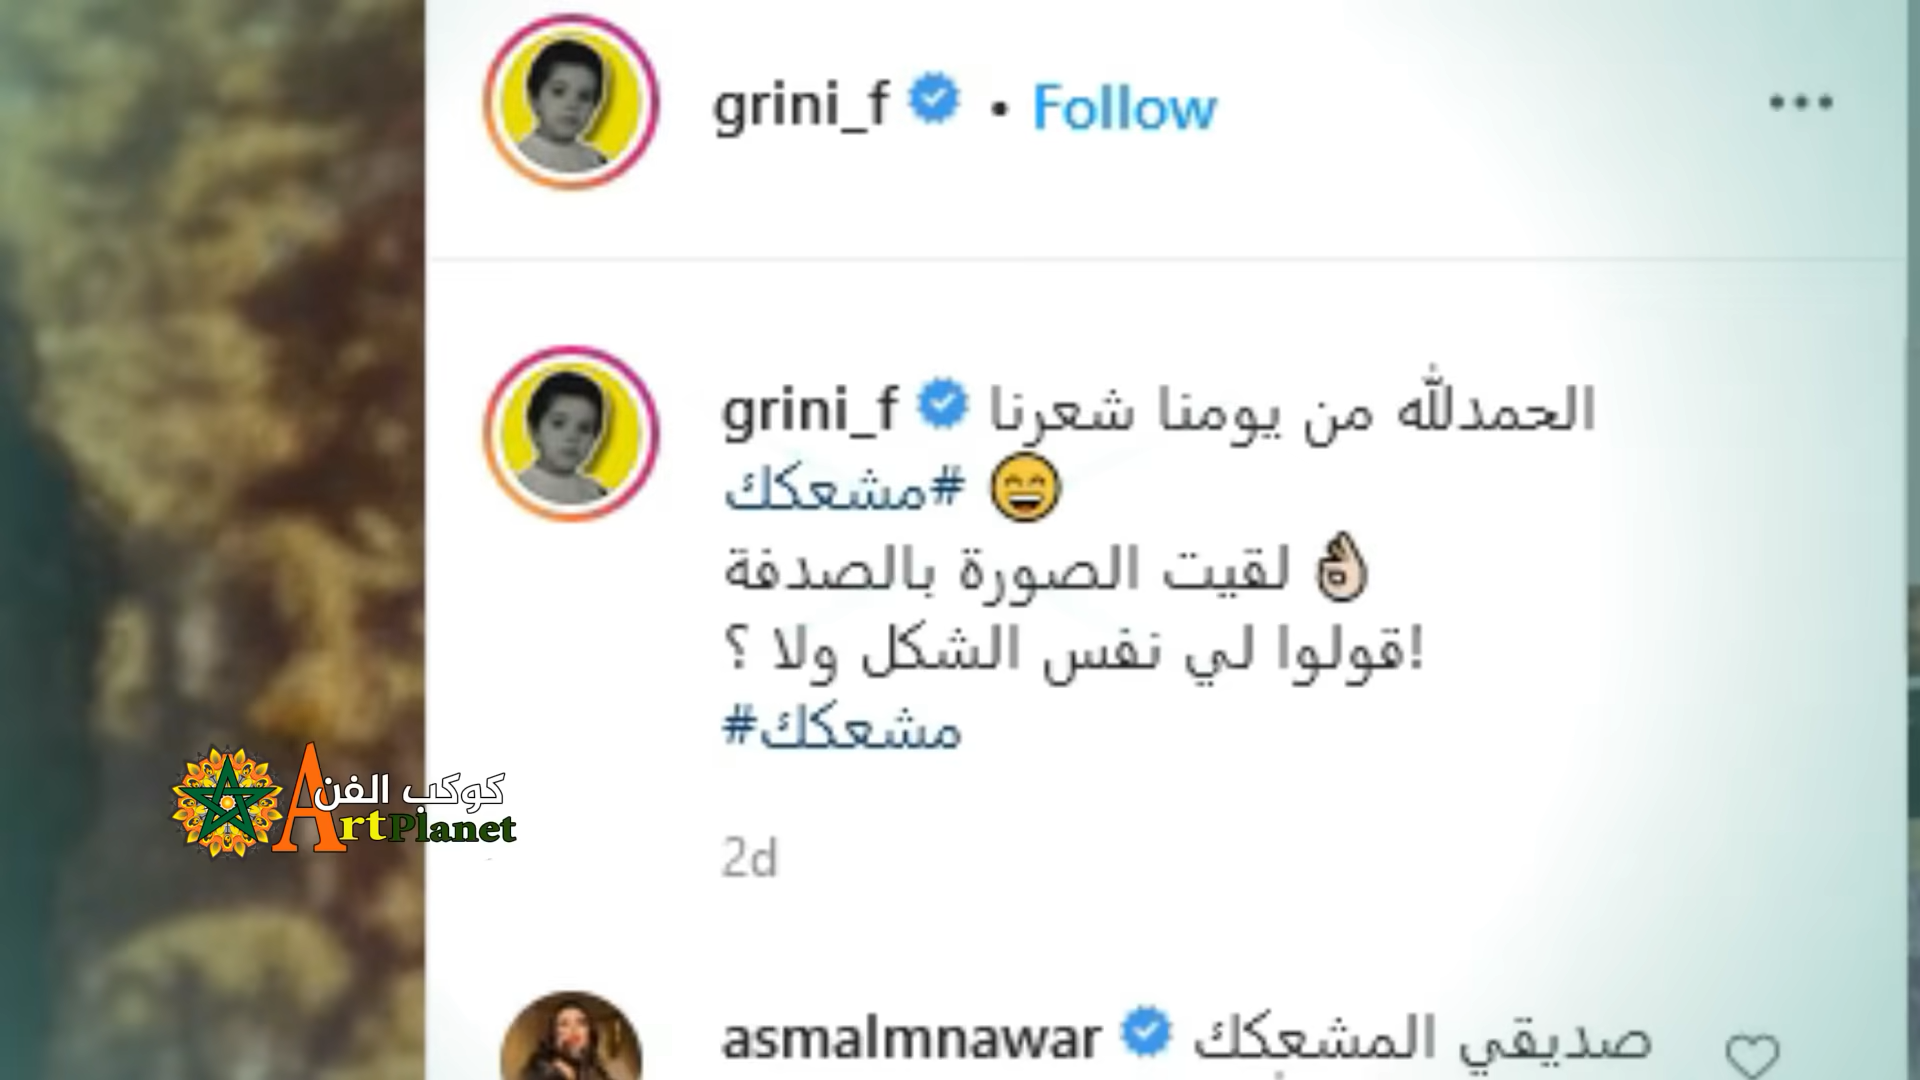 grini_f • Follow
grini_f الحمدلله من يومنا شعرنا
#مشعكك 😄
👌🏻 لقيت الصورة بالصدفة
!قولوا لي نفس الشكل ولا ؟
#مشعكك
كوكب الفن
ArtPlanet
2d
asmalmnawar صديقي المشعكك